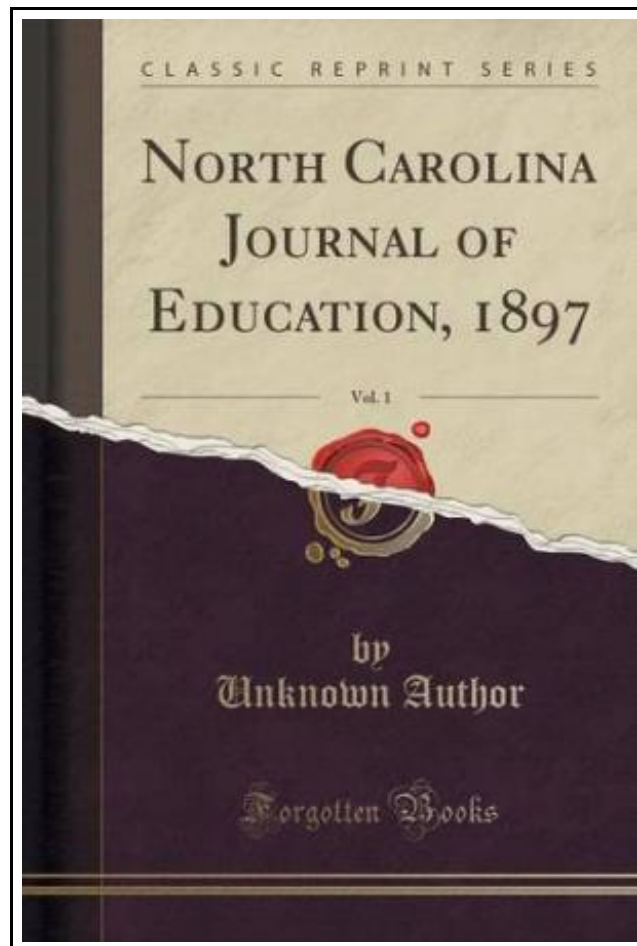 CLASSIC REPRINT SERIES
NORTH CAROLINA
JOURNAL OF
EDUCATION, 1897
Vol. 1
by
Unknown Author
Forgotten Books